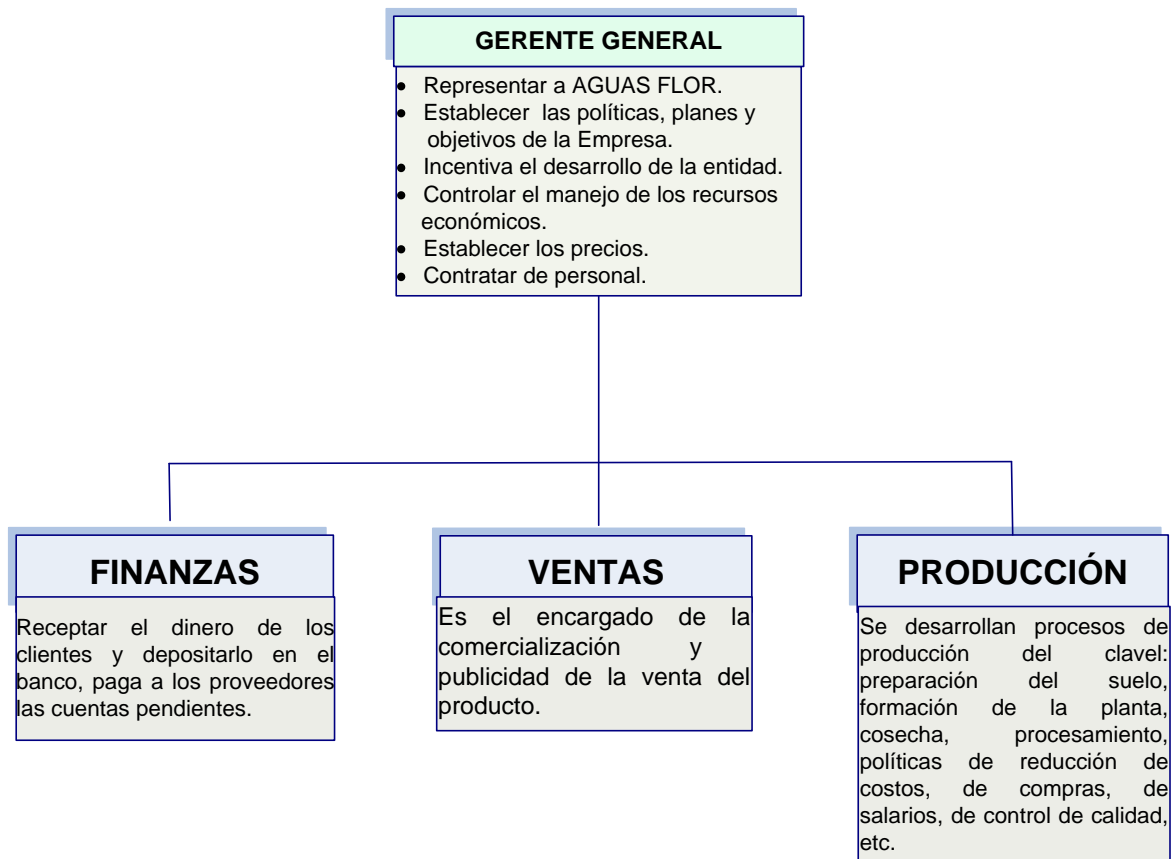 GERENTE GENERAL
• Representar a AGUAS FLOR.
• Establecer las políticas, planes y
objetivos de la Empresa.
• Incentiva el desarrollo de la entidad.
• Controlar el manejo de los recursos
económicos.
• Establecer los precios.
• Contratar de personal.
FINANZAS
Receptar el dinero de los
clientes y depositarlo en el
banco, paga a los proveedores
las cuentas pendientes.
VENTAS
Es el encargado de la
comercialización y
publicidad de la venta del
producto.
PRODUCCIÓN
Se desarrollan procesos de
producción del clavel:
preparación del suelo,
formación de la planta,
cosecha, procesamiento,
políticas de reducción de
costos, de compras, de
salarios, de control de calidad,
etc.